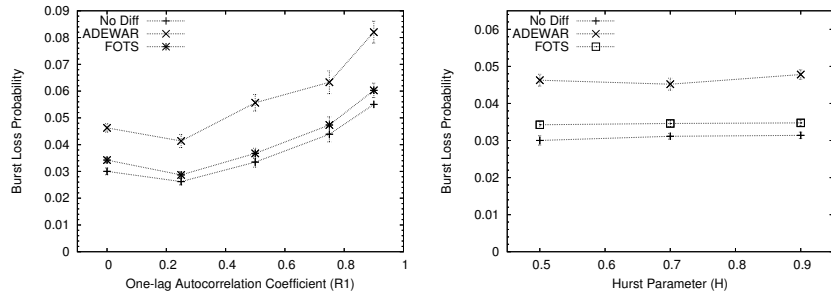 No Diff
ADEWAR
FOTS
Burst Loss Probability
0.09
0.08
0.07
0.06
0.05
0.04
0.03
0.02
0.01
0
0 0.2 0.4 0.6 0.8 1
One-lag Autocorrelation Coefficient (R1)
No Diff
ADEWAR
FOTS
Burst Loss Probability
0.06
0.05
0.04
0.03
0.02
0.01
0
0.5 0.6 0.7 0.8 0.9
Hurst Parameter (H)